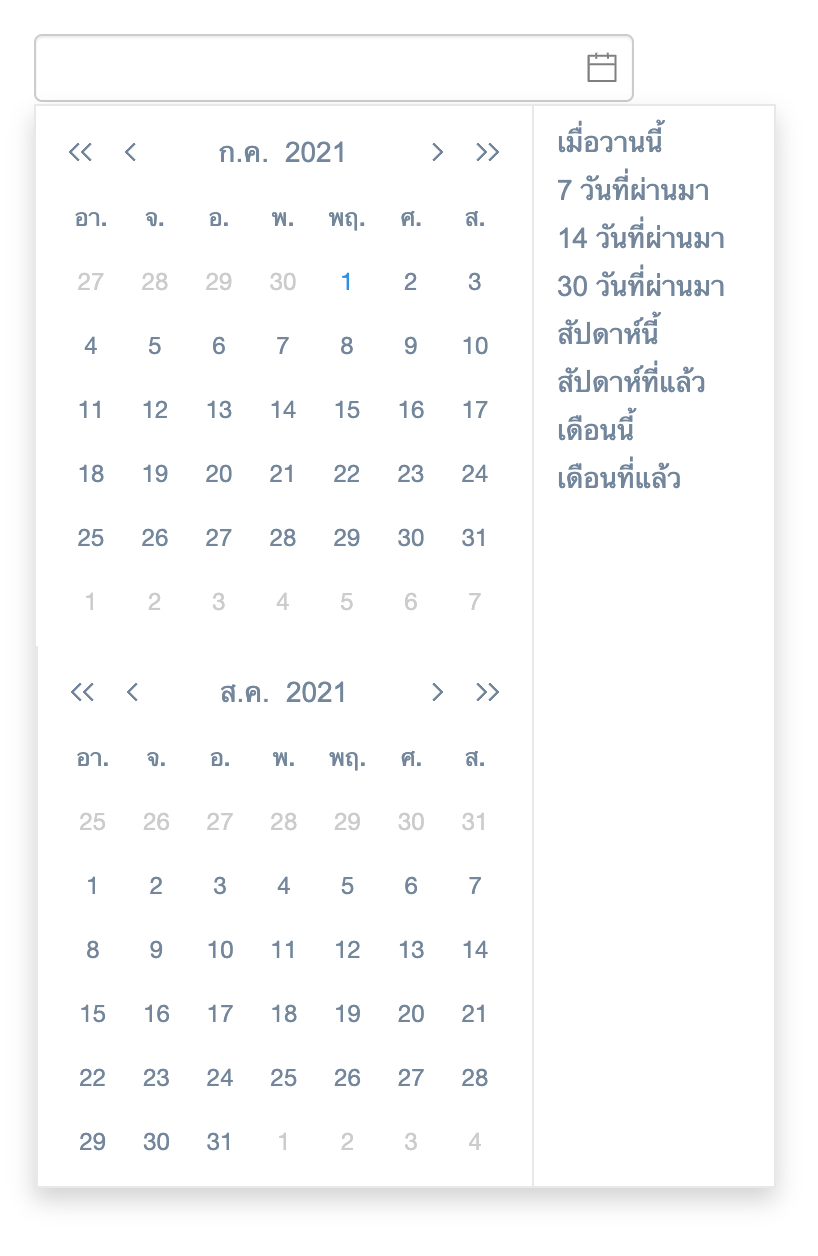 ก.ค. 2021
อา. จ. อ. พ. พฤ. ศ. ส.
27 28 29 30 1 2 3
4 5 6 7 8 9 10
11 12 13 14 15 16 17
18 19 20 21 22 23 24
25 26 27 28 29 30 31
1 2 3 4 5 6 7
ส.ค. 2021
อา. จ. อ. พ. พฤ. ศ. ส.
25 26 27 28 29 30 31
1 2 3 4 5 6 7
8 9 10 11 12 13 14
15 16 17 18 19 20 21
22 23 24 25 26 27 28
29 30 31 1 2 3 4
เมื่อวานนี้
7 วันที่ผ่านมา
14 วันที่ผ่านมา
30 วันที่ผ่านมา
สัปดาห์นี้
สัปดาห์ที่แล้ว
เดือนนี้
เดือนที่แล้ว